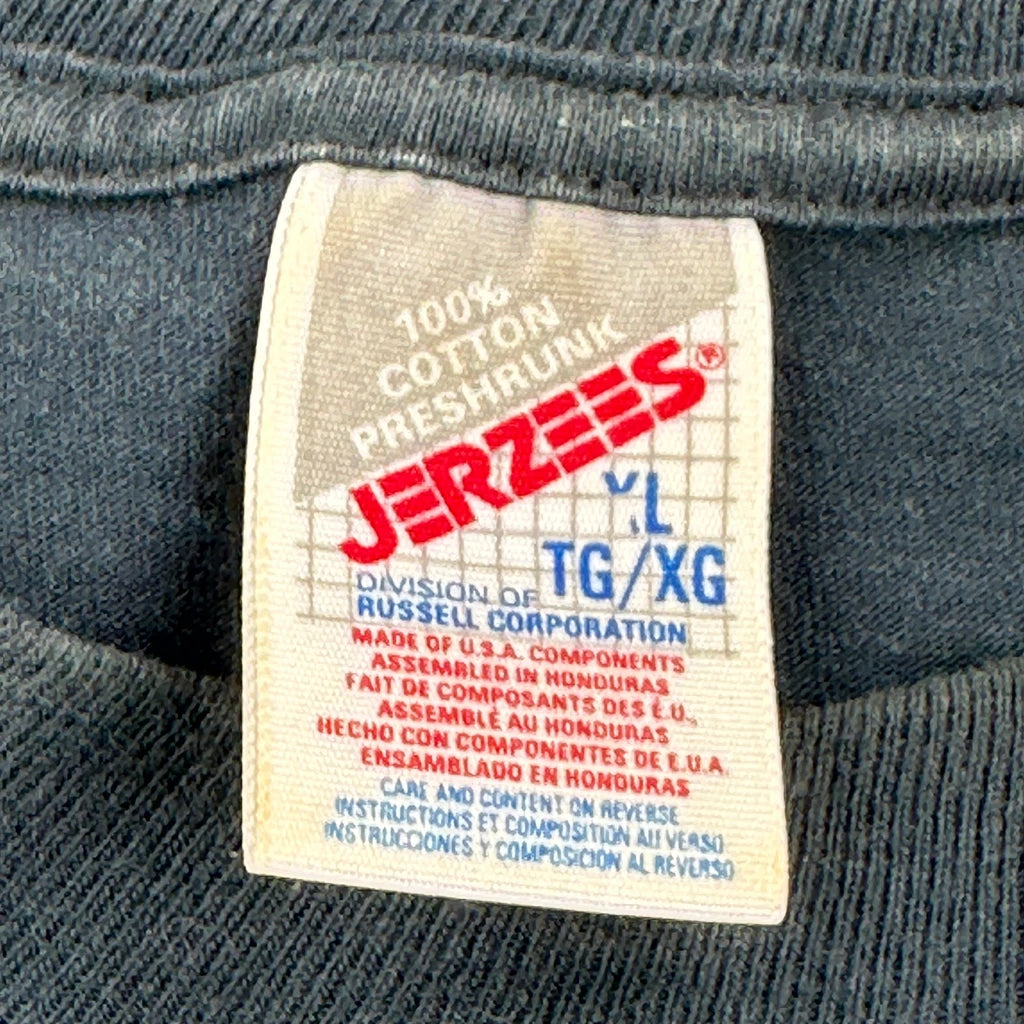 100%
COTTON
PRESHRUNK
JERZEES®
XL
TG/XG
DIVISION OF
RUSSELL CORPORATION
MADE OF U.S.A. COMPONENTS
ASSEMBLED IN HONDURAS
FAIT DE COMPOSANTS DES É.U.,
ASSEMBLÉ AU HONDURAS
HECHO CON COMPONENTES DE E.U.A.
ENSAMBLADO EN HONDURAS
CARE AND CONTENT ON REVERSE
INSTRUCTIONS ET COMPOSITION AU VERSO
INSTRUCCIONES Y COMPOSICION AL REVERSO